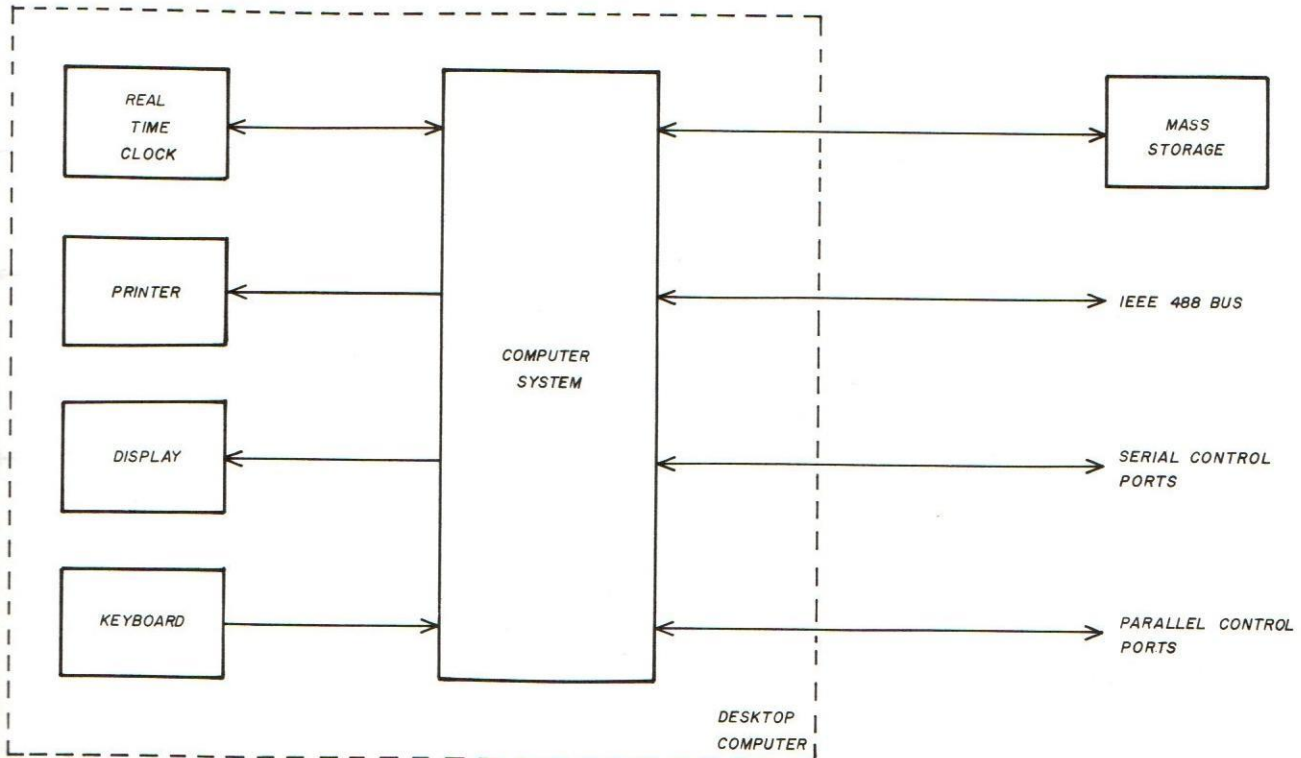 REAL
TIME
CLOCK
MASS
STORAGE
PRINTER
IEEE 488 BUS
COMPUTER
SYSTEM
DISPLAY
SERIAL CONTROL
PORTS
KEYBOARD
PARALLEL CONTROL
PORTS
DESKTOP
COMPUTER